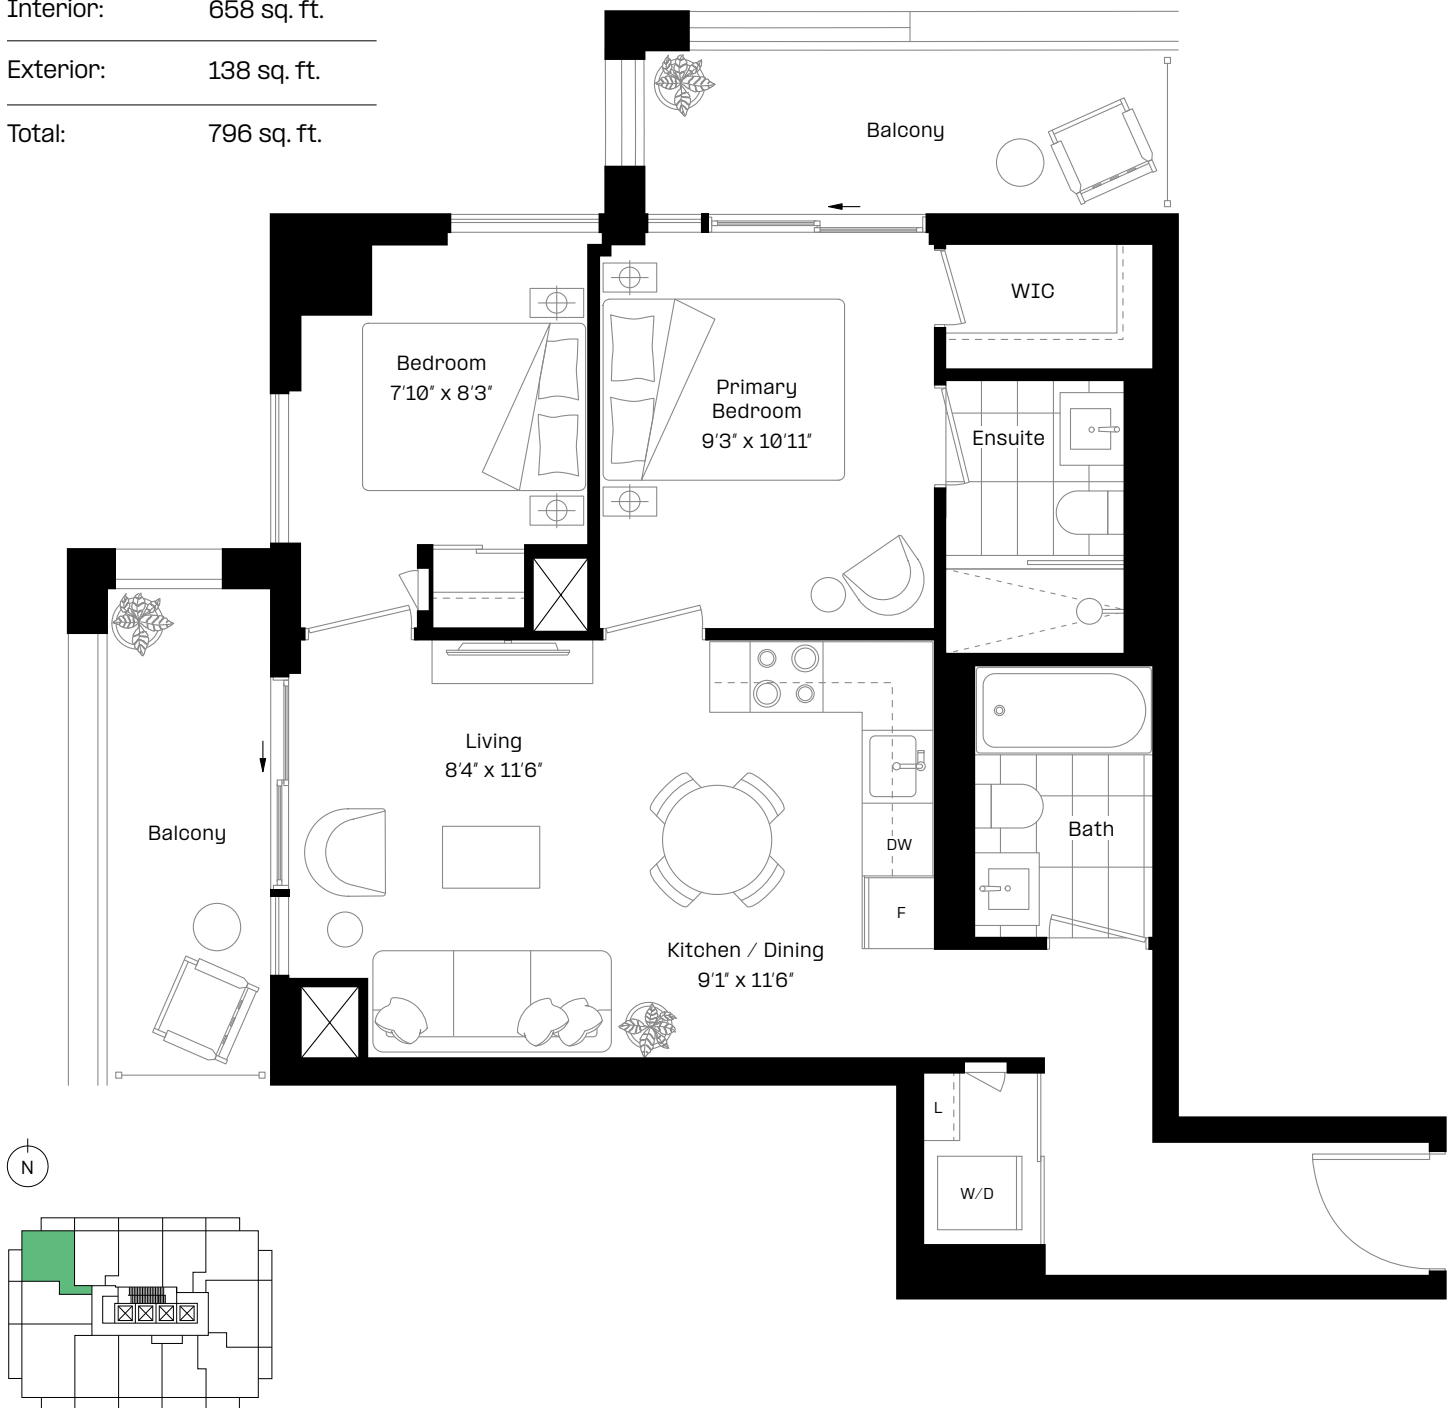 Interior: 658 sq. ft.
Exterior: 138 sq. ft.
Total: 796 sq. ft.
Balcony
WIC
Bedroom
7'10" x 8'3"
Primary
Bedroom
9'3" x 10'11"
Ensuite
Living
8'4" x 11'6"
Balcony
Bath
DW
F
Kitchen / Dining
9'1" x 11'6"
L
W/D
N